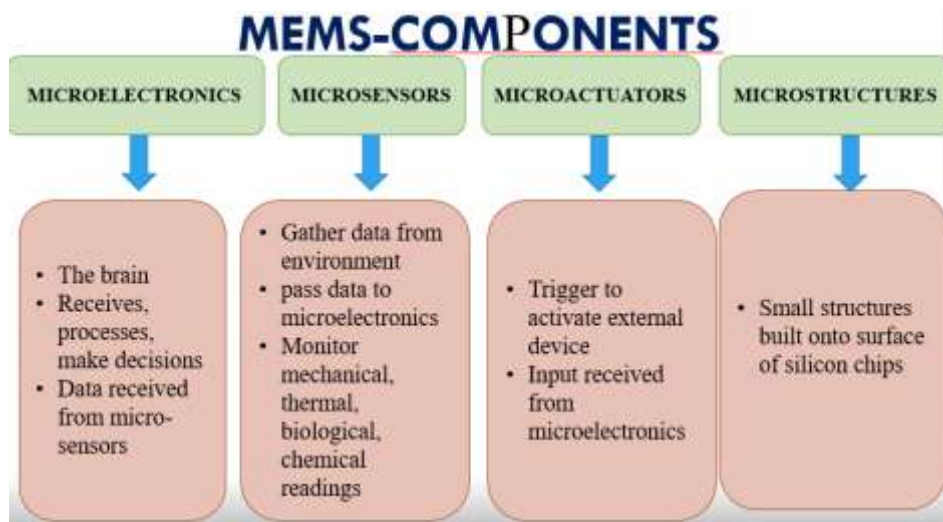 MEMS-COMPONENTS
MICROELECTRONICS
MICROSENSORS
MICROACTUATORS
MICROSTRUCTURES
• The brain
• Receives,
processes,
make decisions
• Data received
from micro-
sensors
• Gather data from
environment
• pass data to
microelectronics
• Monitor
mechanical,
thermal,
biological,
chemical
readings
• Trigger to
activate external
device
• Input received
from
microelectronics
• Small structures
built onto surface
of silicon chips